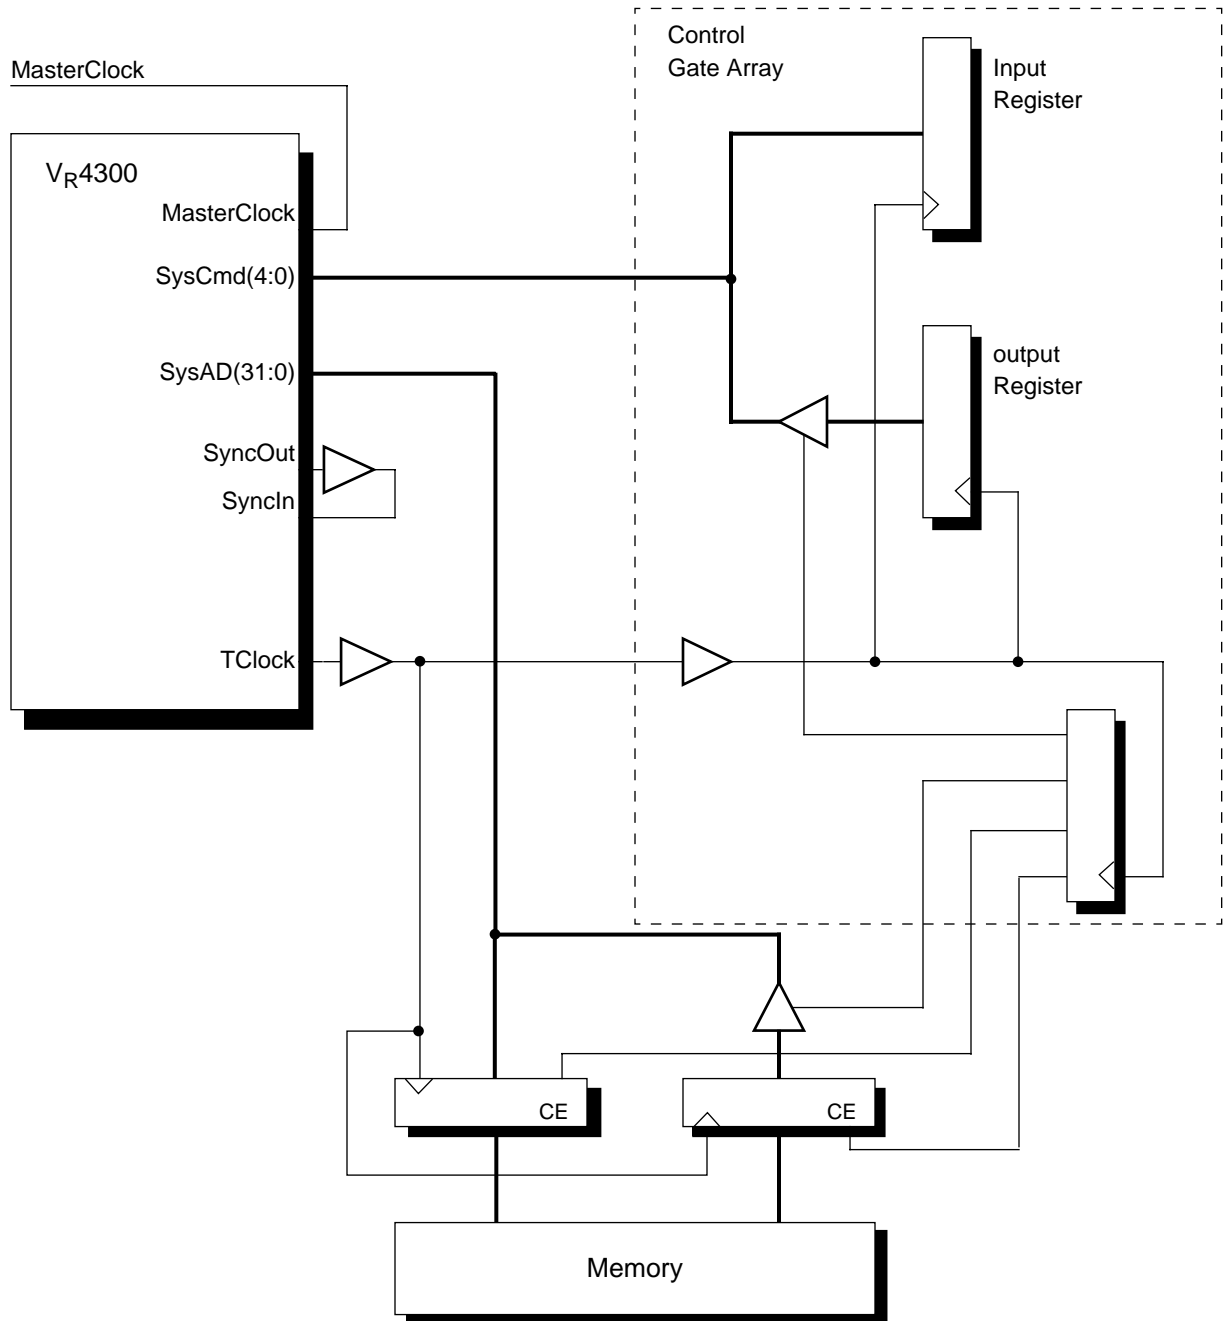 Control
Gate Array
MasterClock
Input
Register
VR4300
MasterClock
SysCmd(4:0)
SysAD(31:0)
output
Register
SyncOut
SyncIn
TClock
CE
CE
Memory